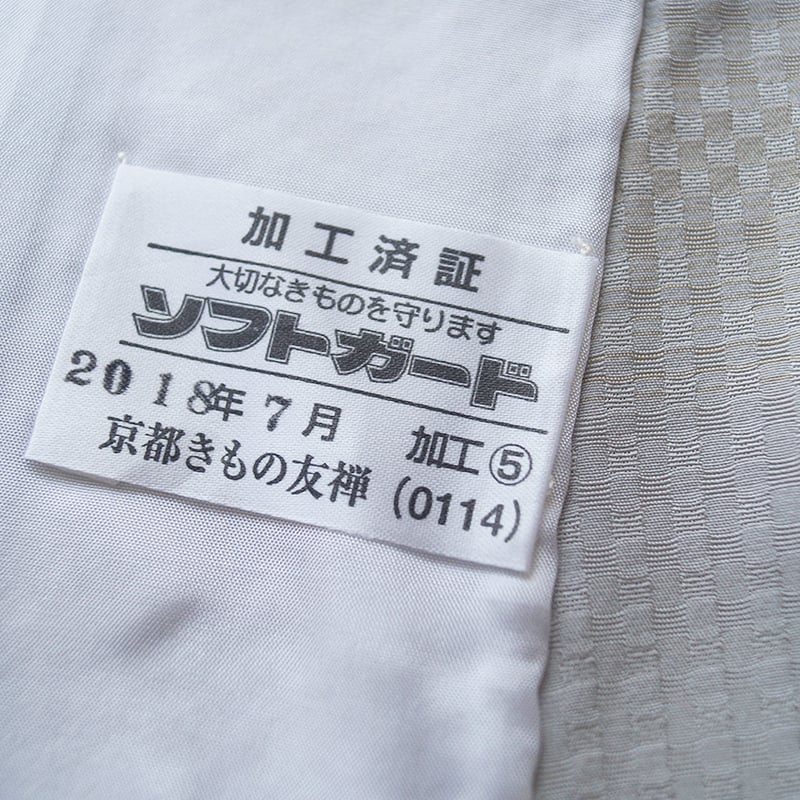 加工済証
大切なきものを守ります
ソフトガード
2018年7月 加工⑤
京都きもの友禅(0114)